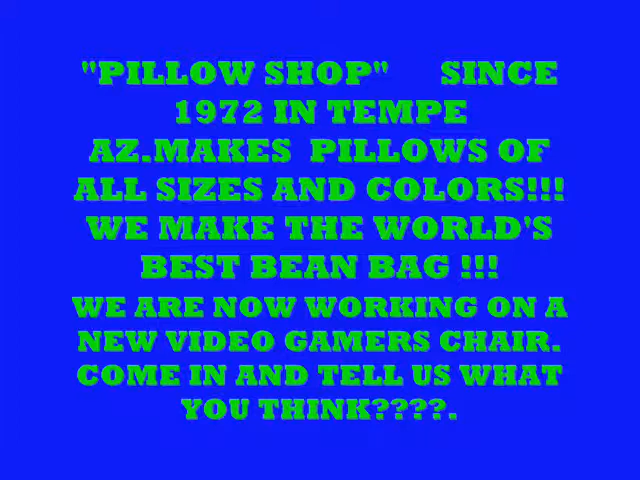 "PILLOW SHOP" SINCE
1972 IN TEMPE
AZ.MAKES PILLOWS OF
ALL SIZES AND COLORS!!!
WE MAKE THE WORLD'S
BEST BEAN BAG !!!
WE ARE NOW WORKING ON A
NEW VIDEO GAMERS CHAIR.
COME IN AND TELL US WHAT
YOU THINK????.